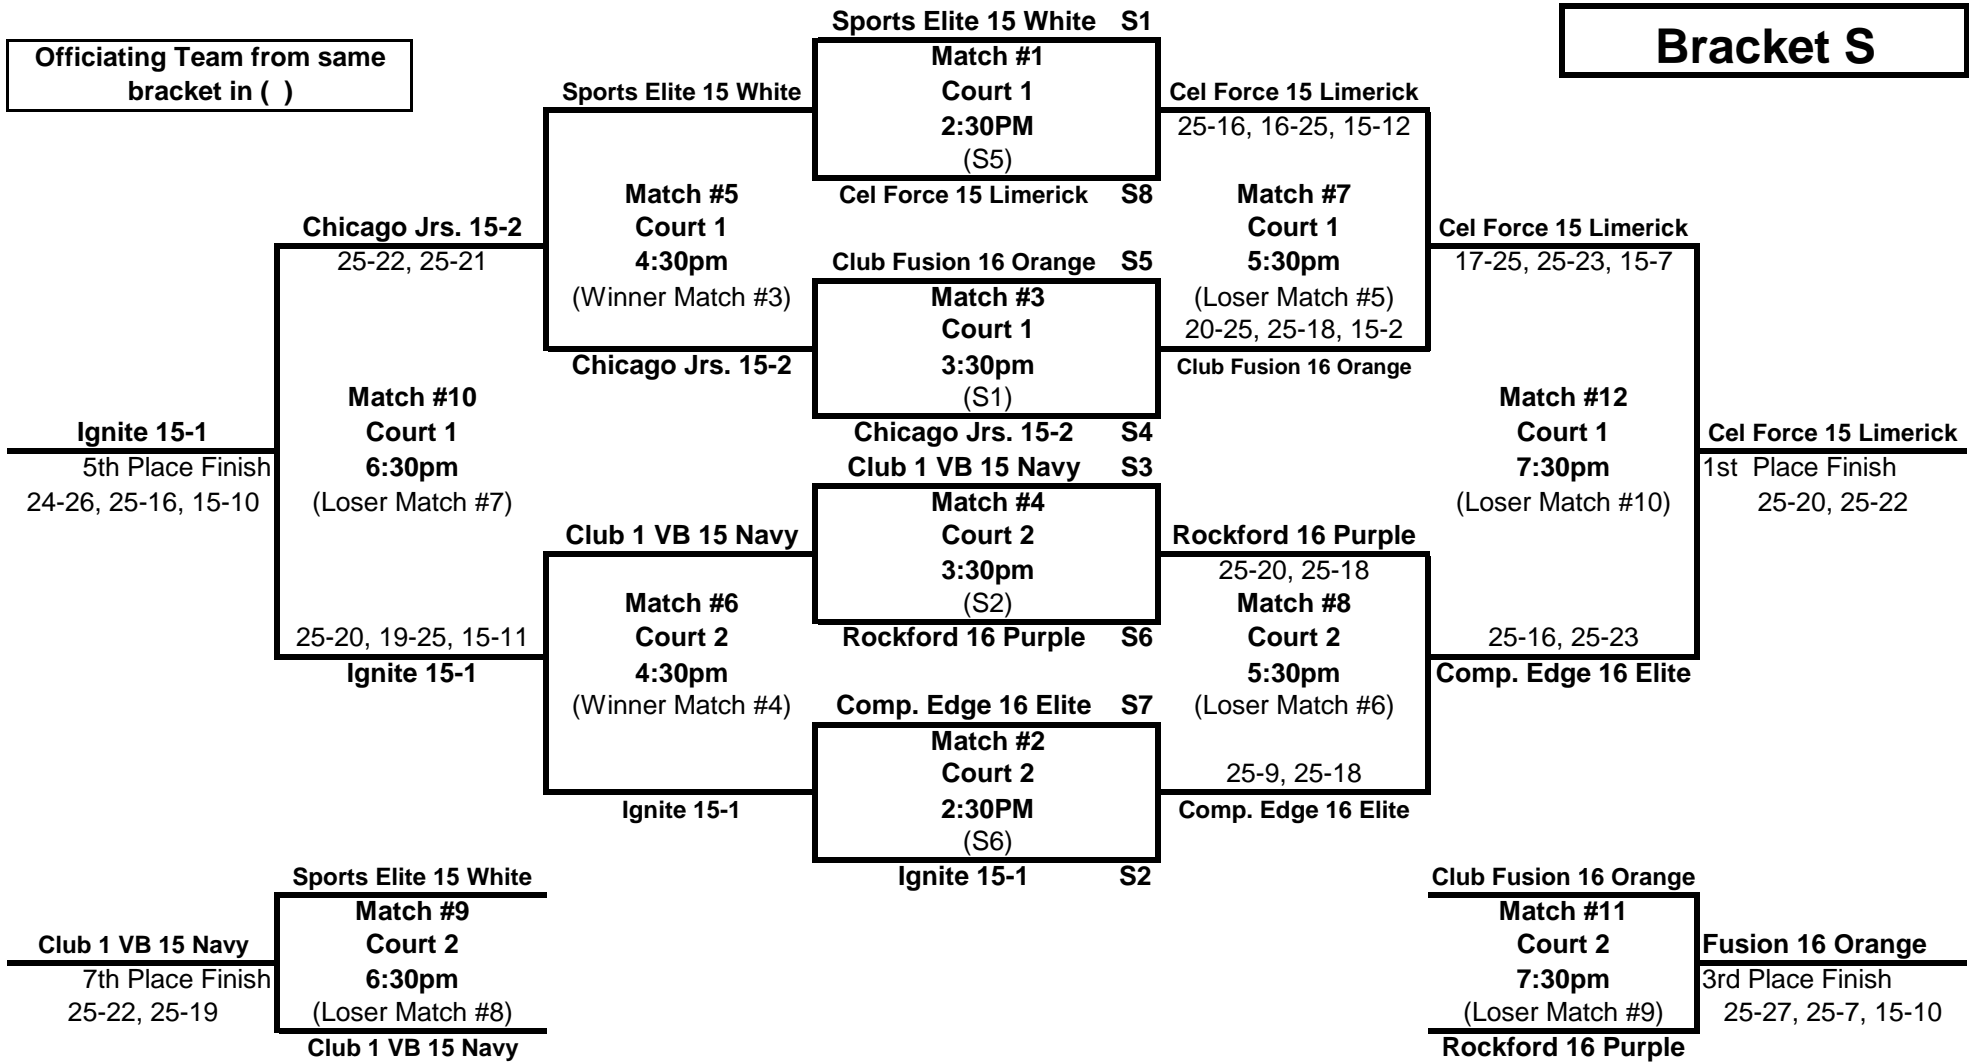 Sports Elite 15 White S1
Bracket S
Officiating Team from same
bracket in ( )
Match #1
Court 1
2:30PM
(S5)
Sports Elite 15 White
Cel Force 15 Limerick
25-16, 16-25, 15-12
Cel Force 15 Limerick S8
Match #5
Court 1
4:30pm
(Winner Match #3)
Match #7
Court 1
5:30pm
(Loser Match #5)
20-25, 25-18, 15-2
Chicago Jrs. 15-2
25-22, 25-21
Cel Force 15 Limerick
17-25, 25-23, 15-7
Club Fusion 16 Orange S5
Match #3
Court 1
3:30pm
(S1)
Chicago Jrs. 15-2
Club Fusion 16 Orange
Chicago Jrs. 15-2 S4
Match #10
Court 1
6:30pm
(Loser Match #7)
Match #12
Court 1
7:30pm
(Loser Match #10)
Ignite 15-1
5th Place Finish
24-26, 25-16, 15-10
Cel Force 15 Limerick
1st Place Finish
25-20, 25-22
Club 1 VB 15 Navy S3
Match #4
Court 2
3:30pm
(S2)
Club 1 VB 15 Navy
Rockford 16 Purple
25-20, 25-18
Rockford 16 Purple S6
Match #6
Court 2
4:30pm
(Winner Match #4)
Match #8
Court 2
5:30pm
(Loser Match #6)
25-20, 19-25, 15-11
Ignite 15-1
25-16, 25-23
Comp. Edge 16 Elite
Comp. Edge 16 Elite S7
Match #2
Court 2
2:30PM
(S6)
25-9, 25-18
Ignite 15-1
Comp. Edge 16 Elite
Ignite 15-1 S2
Sports Elite 15 White
Match #9
Court 2
6:30pm
(Loser Match #8)
Club 1 VB 15 Navy
Club 1 VB 15 Navy
7th Place Finish
25-22, 25-19
Club Fusion 16 Orange
Match #11
Court 2
7:30pm
(Loser Match #9)
Rockford 16 Purple
Fusion 16 Orange
3rd Place Finish
25-27, 25-7, 15-10